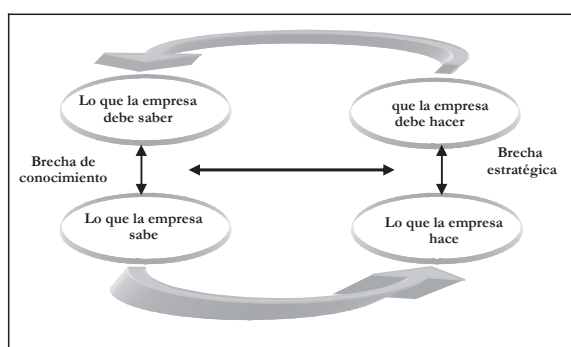 Lo que la empresa
debe saber
que la empresa
debe hacer
Brecha de
conocimiento
Brecha
estratégica
Lo que la empresa
sabe
Lo que la empresa
hace